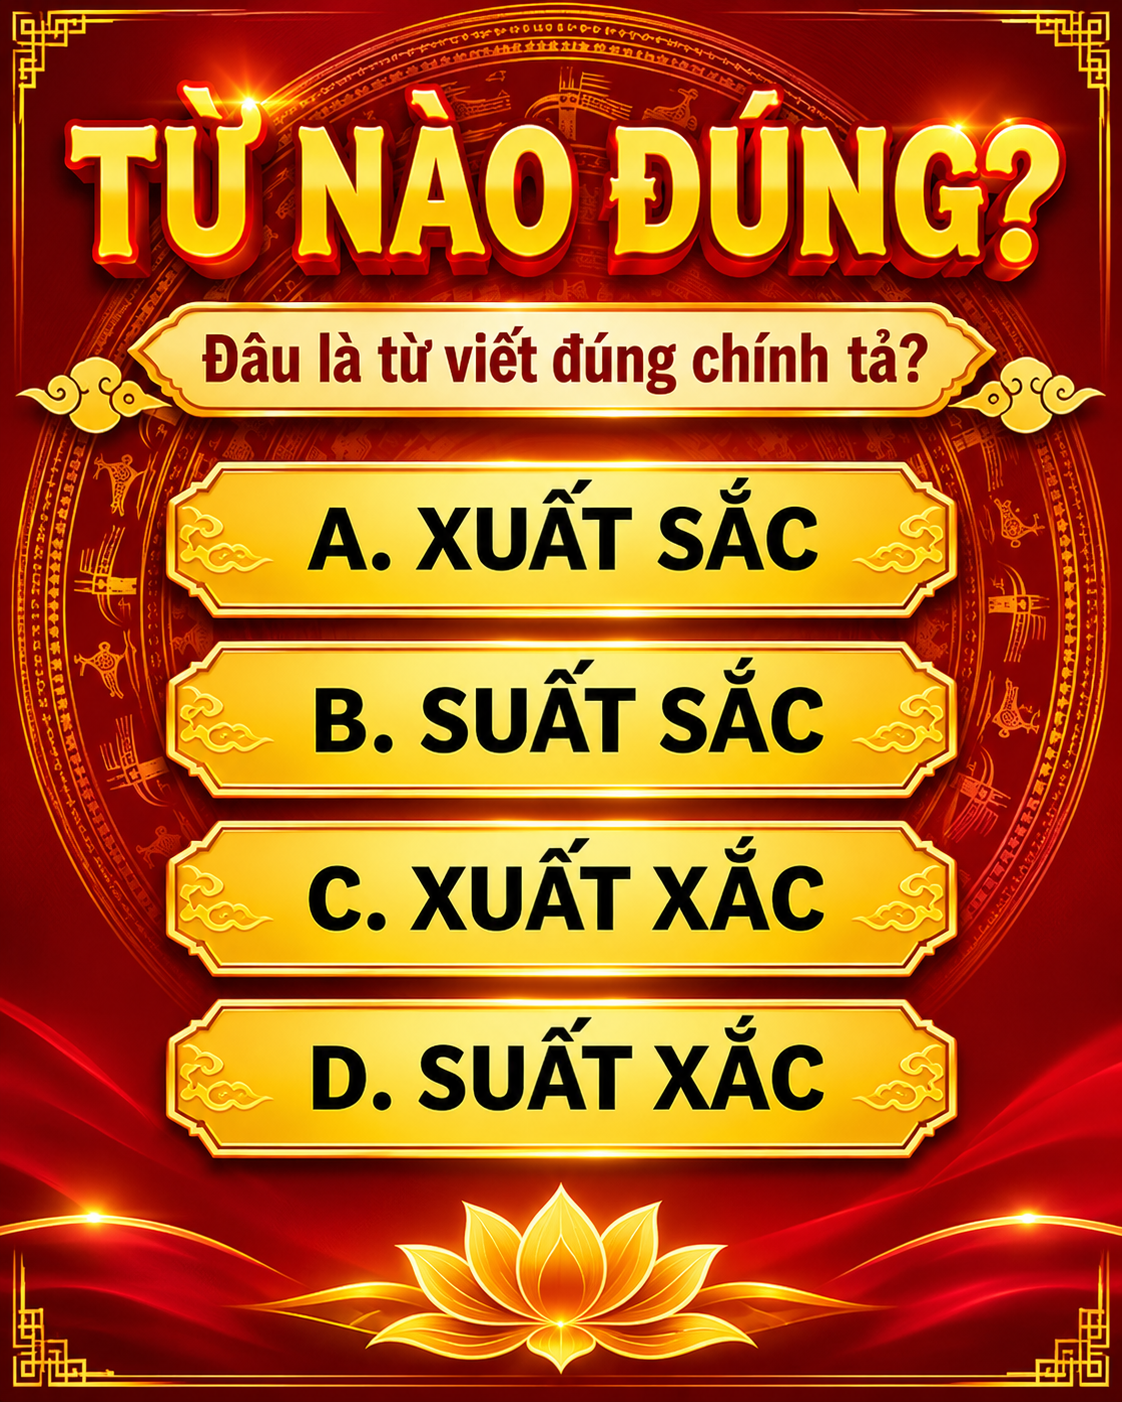 TỪ NÀO ĐÚNG?
Đâu là từ viết đúng chính tả?
A. XUẤT SẮC
B. SUẤT SẮC
C. XUẤT XẮC
D. SUẤT XẮC